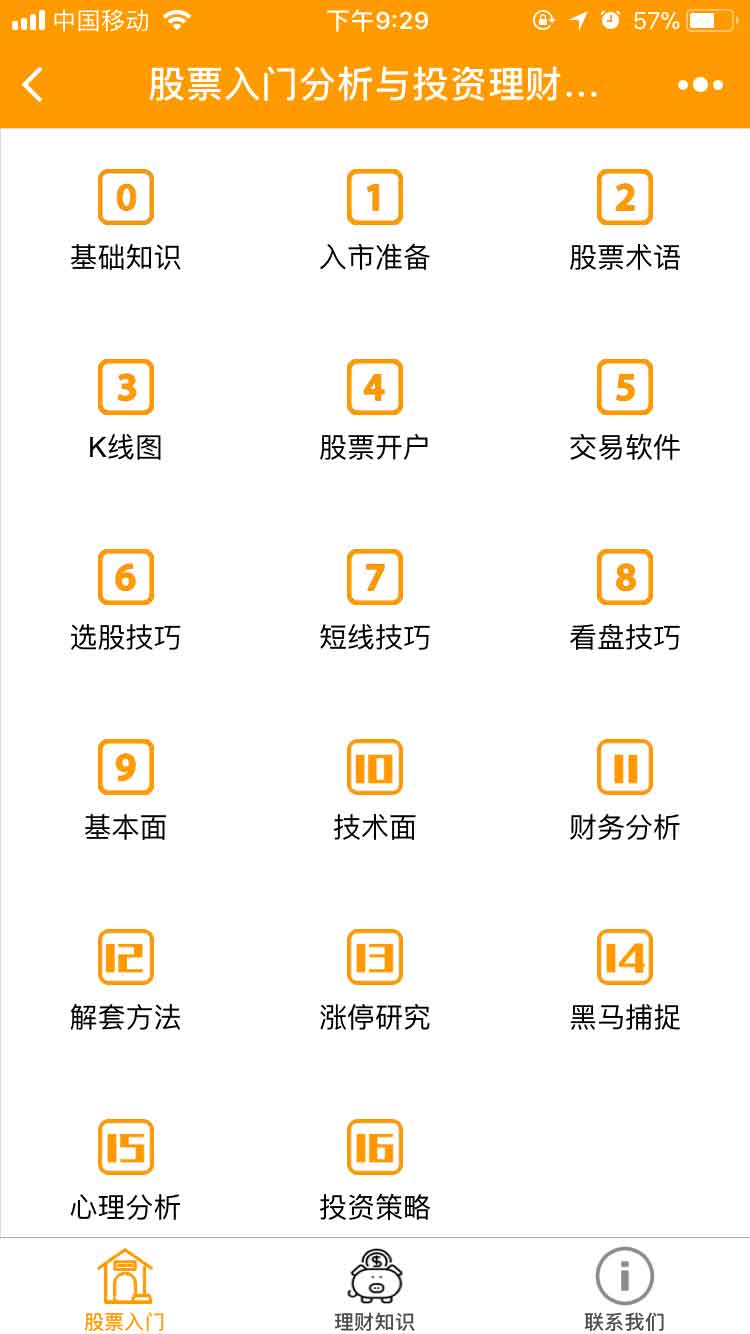 中国移动 下午9:29 57%
股票入门分析与投资理财...
0 1 2
基础知识 入市准备 股票术语
3 4 5
K线图 股票开户 交易软件
6 7 8
选股技巧 短线技巧 看盘技巧
9 10 11
基本面 技术面 财务分析
12 13 14
解套方法 涨停研究 黑马捕捉
15 16
心理分析 投资策略
股票入门 理财知识 联系我们